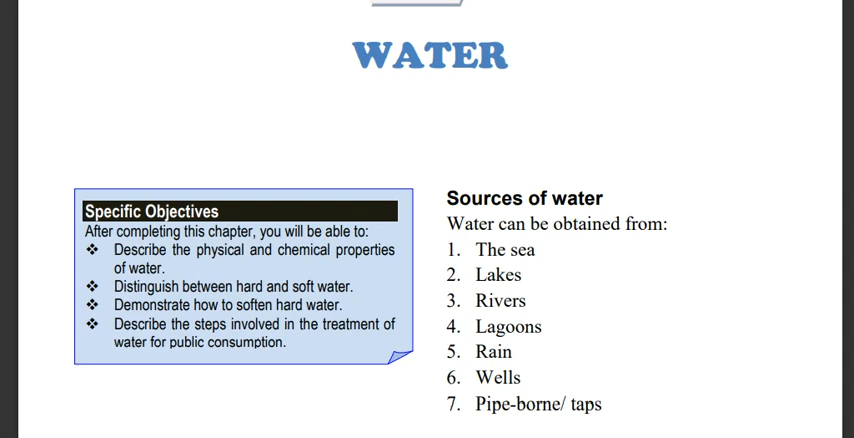 WATER
Specific Objectives
After completing this chapter, you will be able to:
❖ Describe the physical and chemical properties
of water.
❖ Distinguish between hard and soft water.
❖ Demonstrate how to soften hard water.
❖ Describe the steps involved in the treatment of
water for public consumption.
Sources of water
Water can be obtained from:
1. The sea
2. Lakes
3. Rivers
4. Lagoons
5. Rain
6. Wells
7. Pipe-borne/ taps